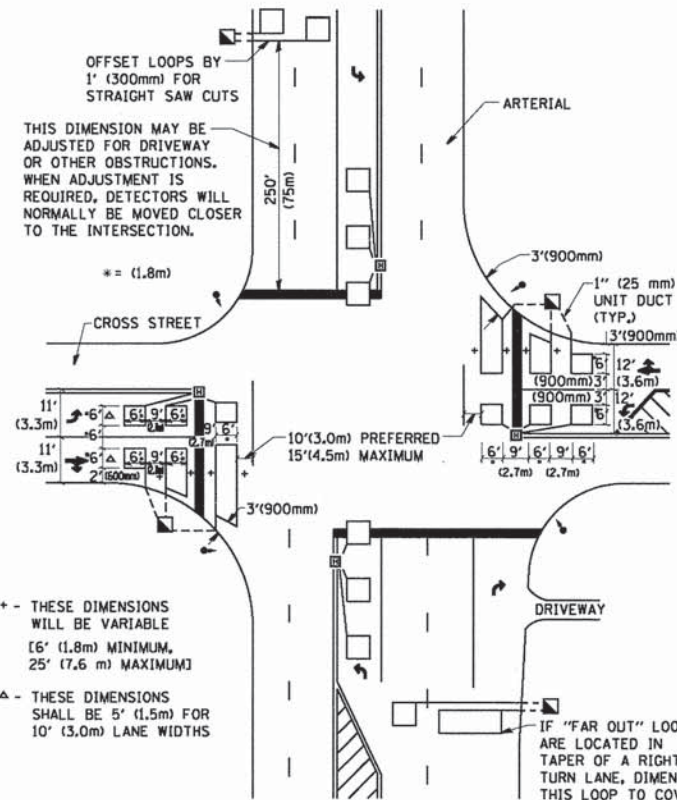 OFFSET LOOPS BY
1' (300mm) FOR
STRAIGHT SAW CUTS
THIS DIMENSION MAY BE
ADJUSTED FOR DRIVEWAY
OR OTHER OBSTRUCTIONS.
WHEN ADJUSTMENT IS
REQUIRED, DETECTORS WILL
NORMALLY BE MOVED CLOSER
TO THE INTERSECTION.
* = (1.8m)
250'
(75m)
ARTERIAL
H
3'(900mm)
1" (25 mm)
UNIT DUCT
(TYP.)
3'(900mm)
CROSS STREET
11'
(3.3m)
*6' △ 6' 9' 6'
*6'
11'
(3.3m)
*6' △ 6' 9' 6'
2' (600mm)
H
9' 6'
(2.7m) *
10'(3.0m) PREFERRED
15'(4.5m) MAXIMUM
3'(900mm)
6'
12'
(3.6m)
(900mm) 3'
(900mm) 3'
12'
6'
(3.6m)
H
6' 9' 6' 9' 6'
* (2.7m) * (2.7m) *
+ - THESE DIMENSIONS
WILL BE VARIABLE
[6' (1.8m) MINIMUM,
25' (7.6 m) MAXIMUM]
△ - THESE DIMENSIONS
SHALL BE 5' (1.5m) FOR
10' (3.0m) LANE WIDTHS
H
DRIVEWAY
IF "FAR OUT" LOO
ARE LOCATED IN
TAPER OF A RIGHT
TURN LANE, DIMEN
THIS LOOP TO COV